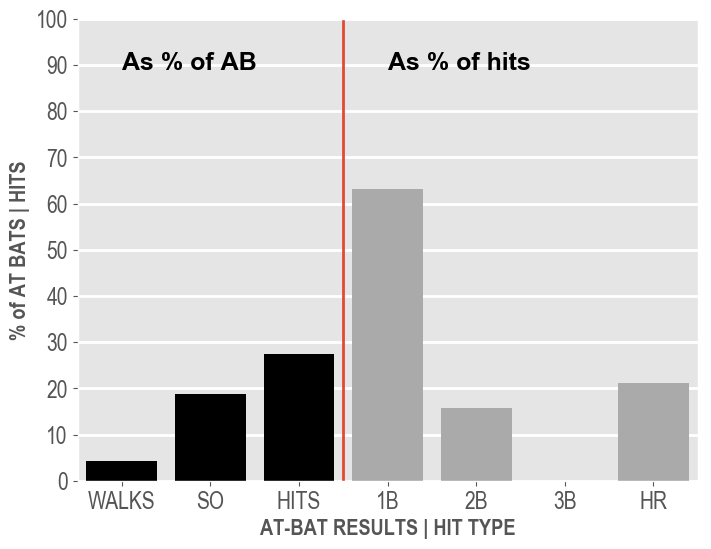 100
90
80
70
60
50
40
30
20
10
0
% of AT BATS | HITS
As % of AB
As % of hits
WALKS SO HITS 1B 2B 3B HR
AT-BAT RESULTS | HIT TYPE